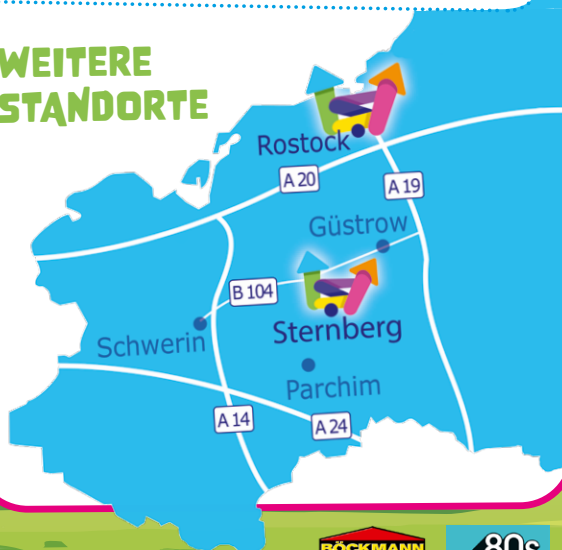 WEITERE
STANDORTE
Rostock
A 20
A 19
Güstrow
B 104
Sternberg
Schwerin
Parchim
A 14
A 24
BÖCKMANN
80s